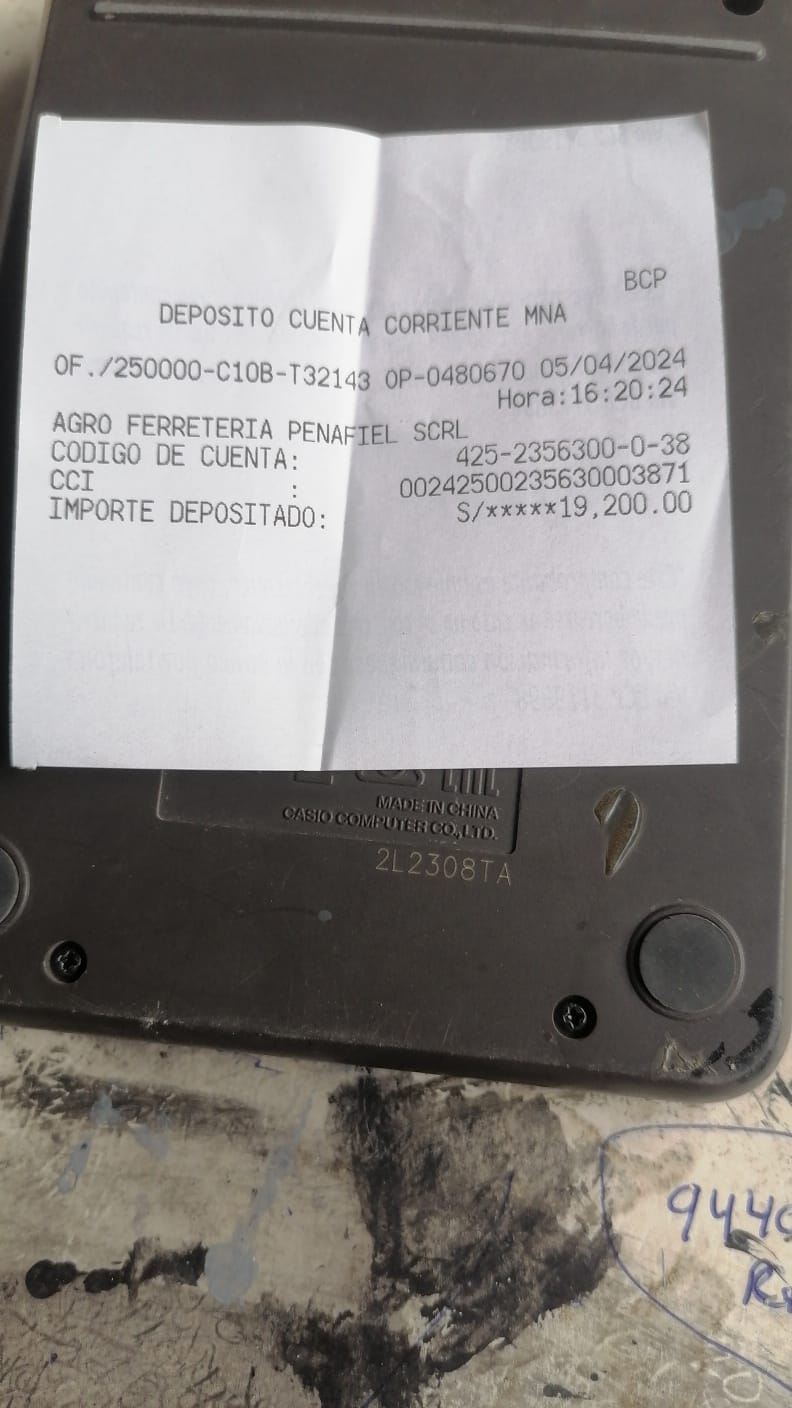 BCP
DEPOSITO CUENTA CORRIENTE MNA
OF./250000-C10B-T32143 OP-0480670 05/04/2024
Hora:16:20:24
AGRO FERRETERIA PENAFIEL SCRL
CODIGO DE CUENTA: 425-2356300-0-38
CCI : 00242500235630003871
IMPORTE DEPOSITADO: S/*****19,200.00
MADE IN CHINA
CASIO COMPUTER CO.,LTD.
2L2308TA
944